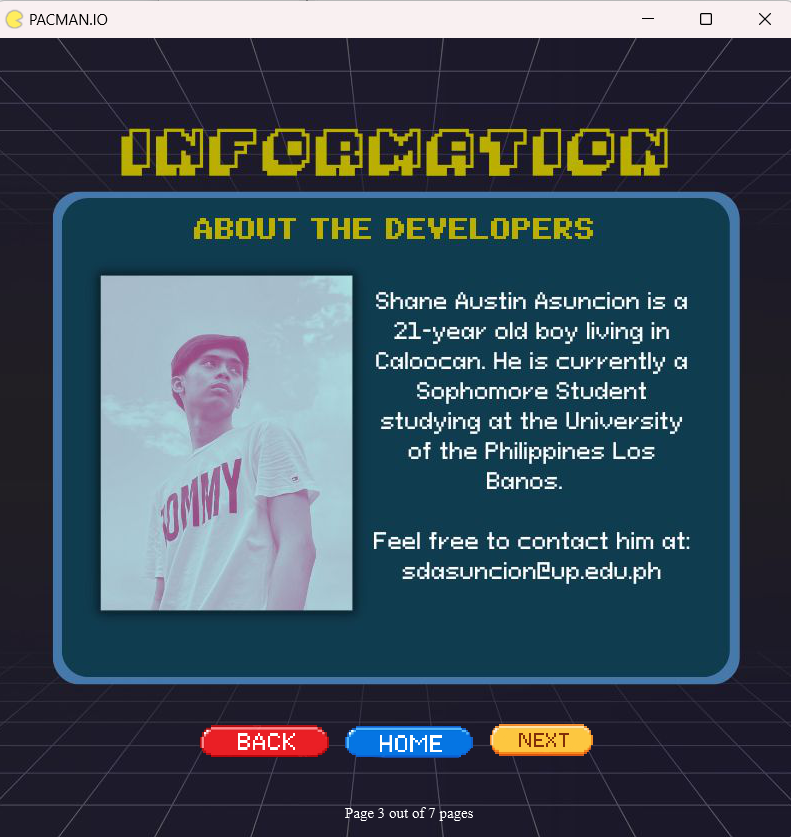 PACMAN.IO
INFORMATION
ABOUT THE DEVELOPERS
Shane Austin Asuncion is a
21-year old boy living in
Caloocan. He is currently a
Sophomore Student
studying at the University
of the Philippines Los
Banos.
Feel free to contact him at:
sdasuncion@up.edu.ph
TOMMY
BACK
HOME
NEXT
Page 3 out of 7 pages